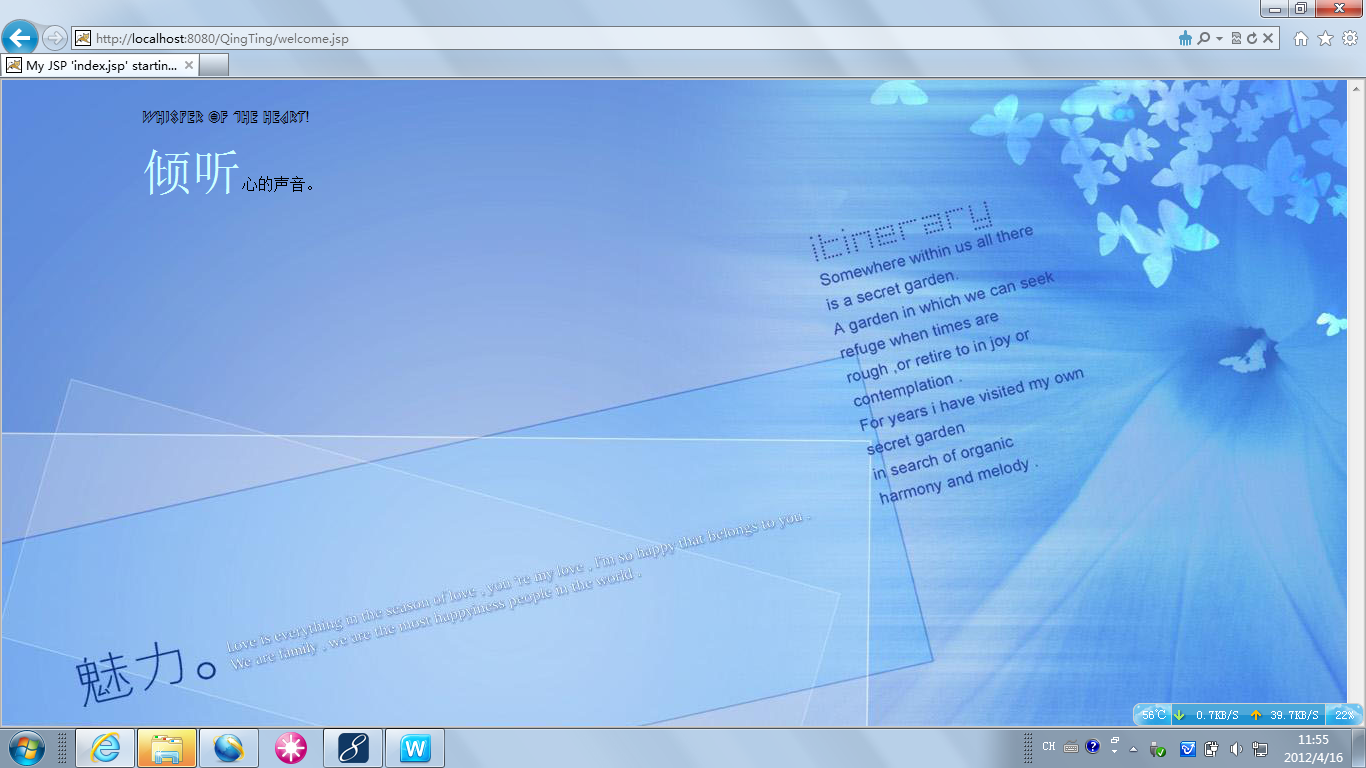 http://localhost:8080/QingTing/welcome.jsp
My JSP 'index.jsp' startin...
WHISPER OF THE HEART!
倾听心的声音。
itinerary
Somewhere within us all there
is a secret garden.
A garden in which we can seek
refuge when times are
rough ,or retire to in joy or
contemplation .
For years i have visited my own
secret garden
in search of organic
harmony and melody .
Love is everything in the season of love , you 're my love , I'm so happy that belongs to you .
We are family , we are the most happyiness people in the world .
魅力。
56℃ 0.7KB/S 39.7KB/S 22%
CH
11:55
2012/4/16